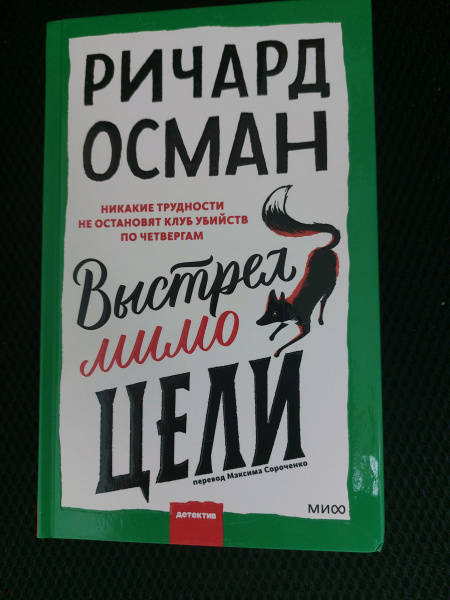 РИЧАРД
ОСМАН
НИКАКИЕ ТРУДНОСТИ
НЕ ОСТАНОВЯТ КЛУБ УБИЙСТВ
ПО ЧЕТВЕРГАМ
Выстрел
мимо
ЦЕЛИ
перевод Максима Сороченко
детектив
МИФ